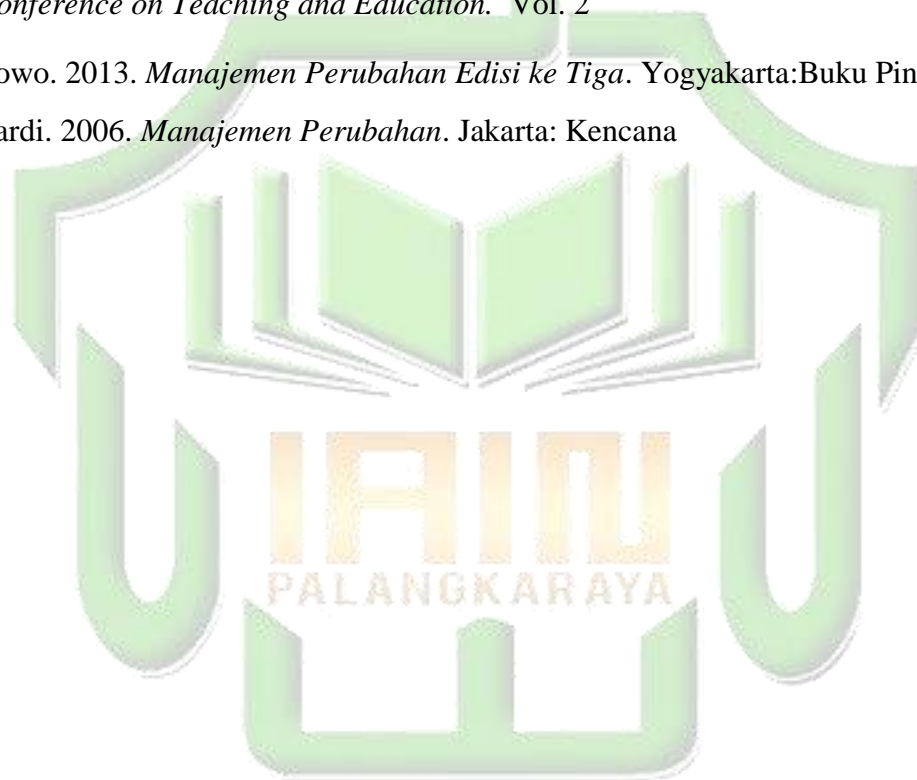 onference on Teaching and Education. Vol. 2
owo. 2013. Manajemen Perubahan Edisi ke Tiga. Yogyakarta:Buku Pin
ardi. 2006. Manajemen Perubahan. Jakarta: Kencana
IAIN
PALANGKARAYA